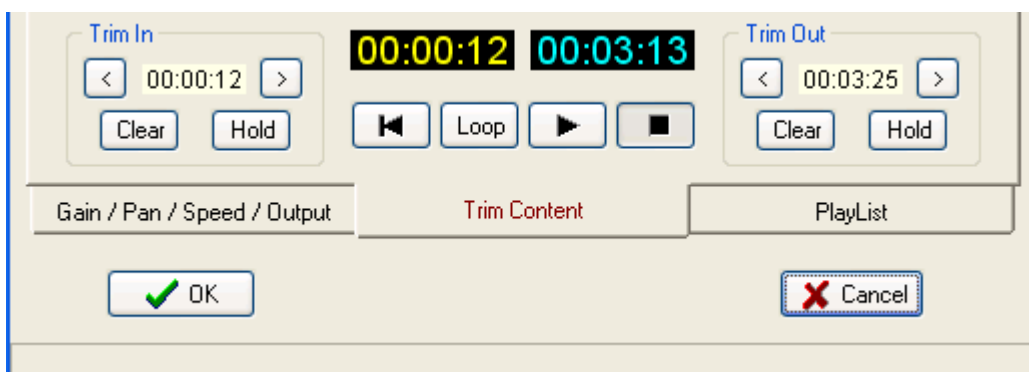 Trim In
00:00:12 00:03:13
Trim Out
< 00:00:12 >
< 00:03:25 >
Clear Hold
Loop
Clear Hold
Gain / Pan / Speed / Output Trim Content PlayList
OK Cancel